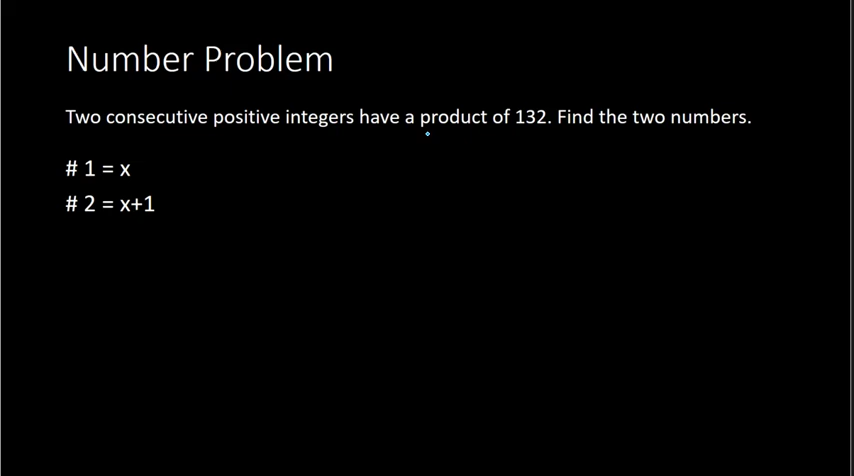 Number Problem
Two consecutive positive integers have a product of 132. Find the two numbers.
# 1 = x
# 2 = x+1